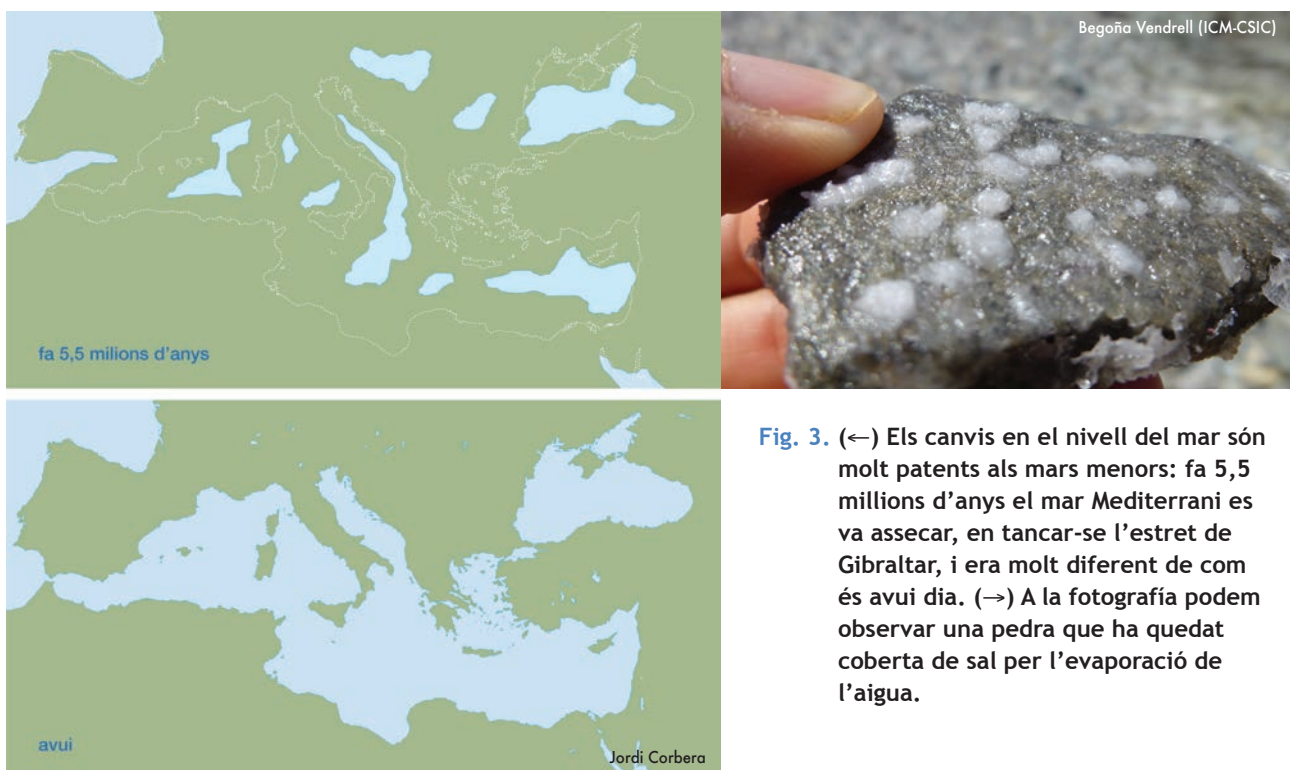 Begoña Vendrell (ICM-CSIC)
fa 5,5 milions d'anys
Fig. 3. (←) Els canvis en el nivell del mar són
molt patents als mars menors: fa 5,5
millions d'anys el mar Mediterrani es
va assecar, en tancar-se l'estret de
Gibraltar, i era molt diferent de com
és avui dia. (→) A la fotografía podem
observar una pedra que ha quedat
coberta de sal per l'evaporació de
l'aigua.
avui
Jordi Corbera